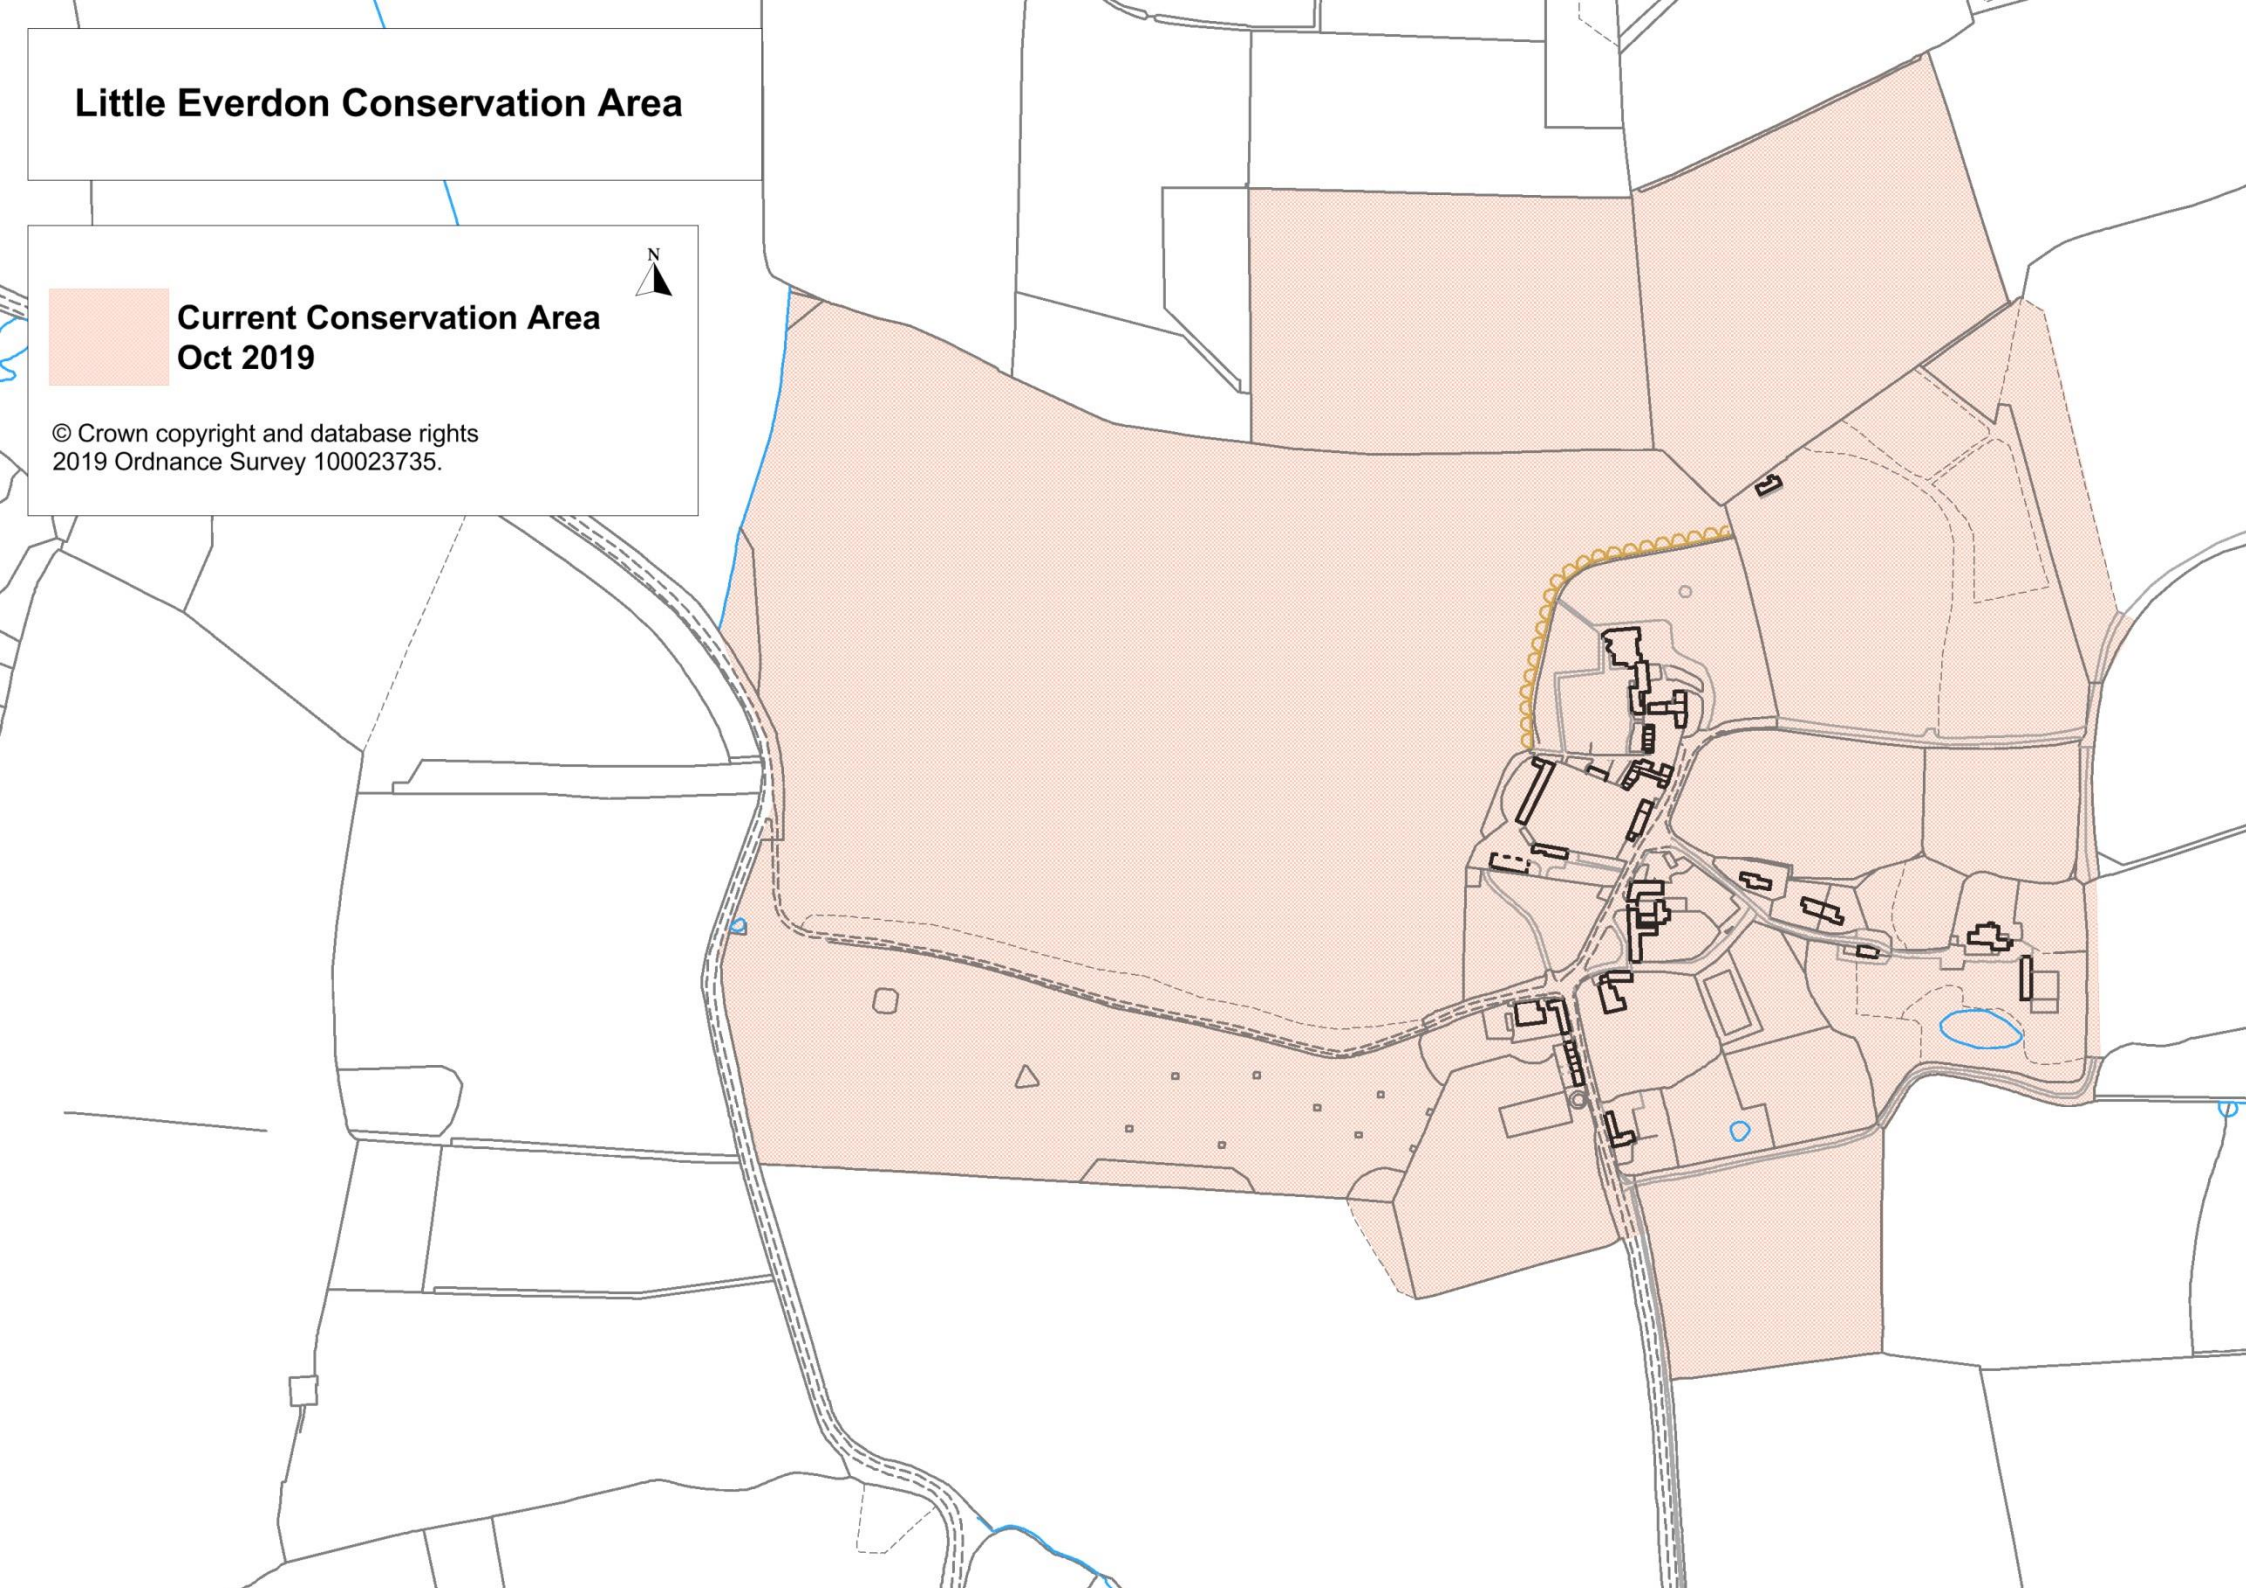 Little Everdon Conservation Area
N
Current Conservation Area
Oct 2019
© Crown copyright and database rights
2019 Ordnance Survey 100023735.